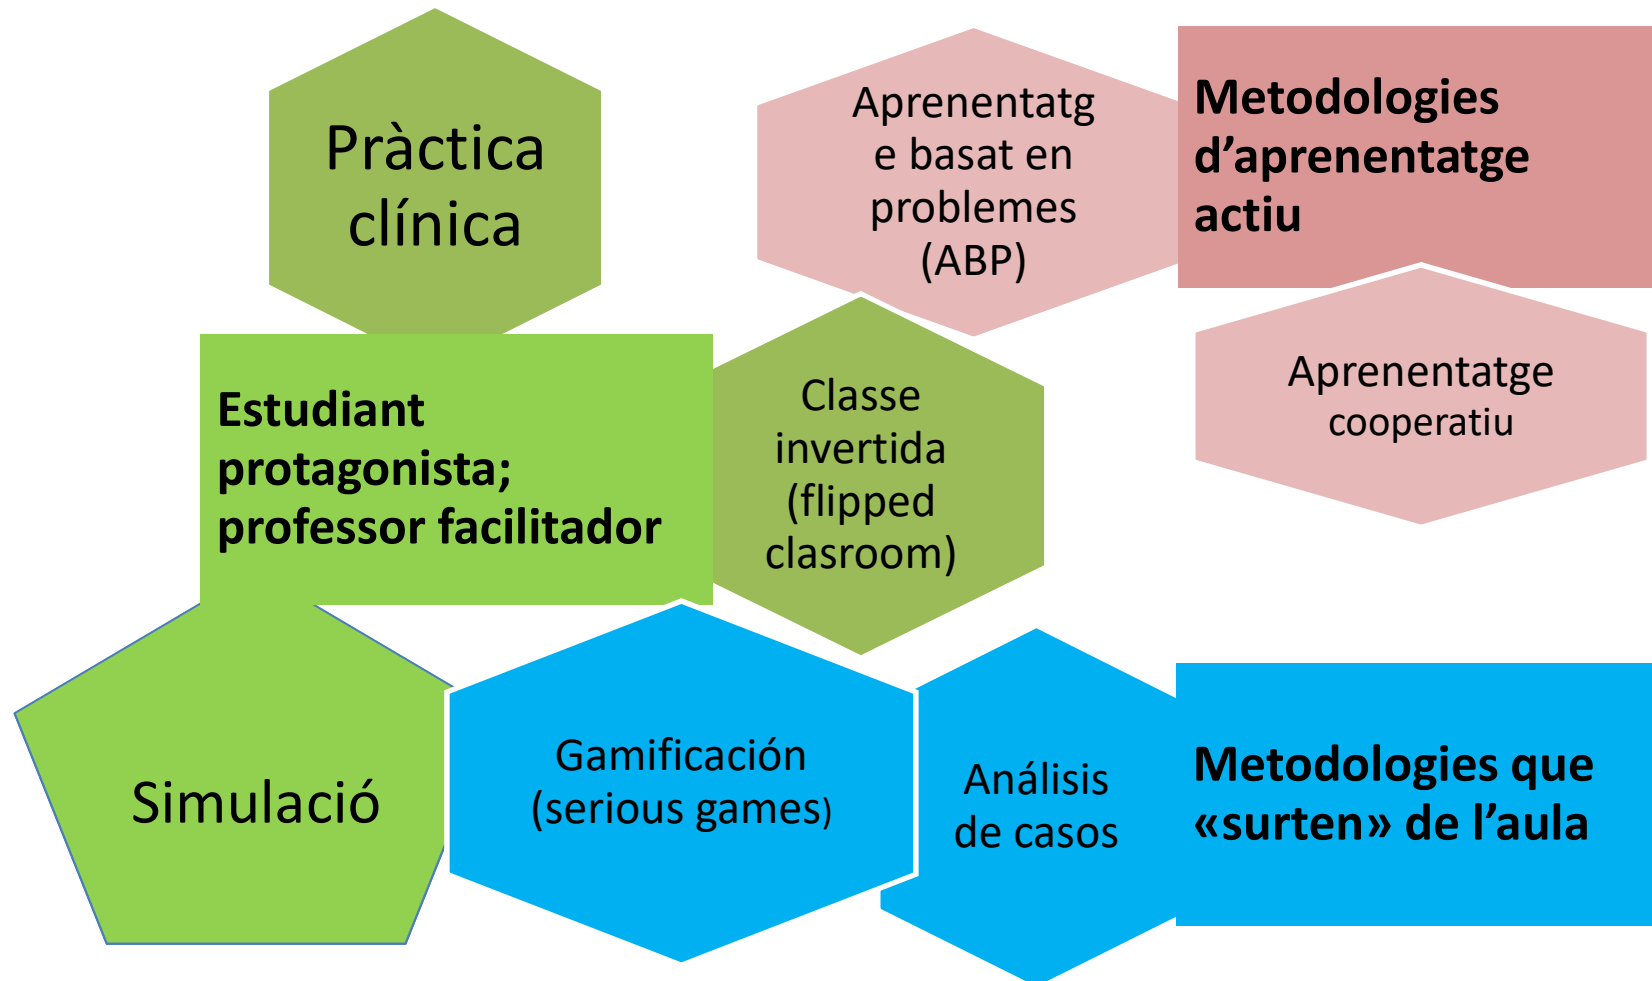 Pràctica
clínica
Aprenentatg
e basat en
problemes
(ABP)
Metodologies
d’aprenentatge
actiu
Estudiant
protagonista;
professor facilitador
Classe
invertida
(flipped
clasroom)
Aprenentatge
cooperatiu
Simulació
Gamificación
(serious games)
Análisis
de casos
Metodologies que
«surten» de l’aula